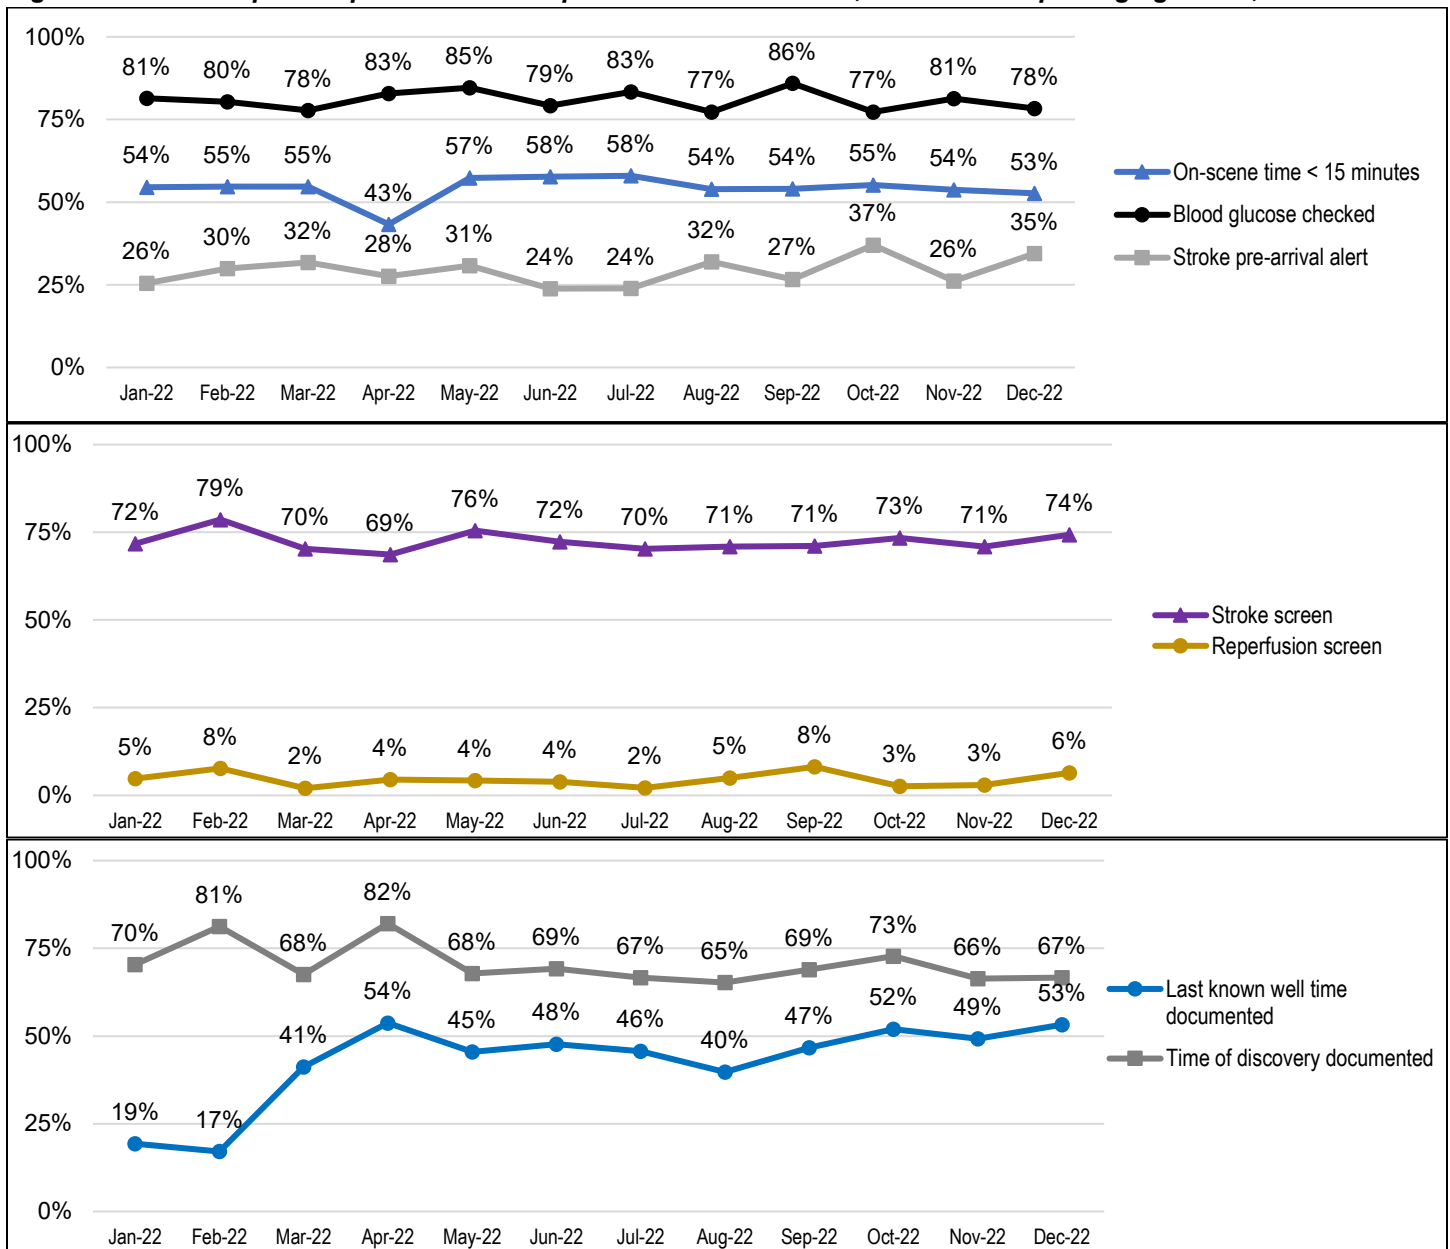 100%
81% 80% 78% 83% 85% 79% 83% 77% 86% 77% 81% 78%
75%
54% 55% 55% 43% 57% 58% 58% 54% 54% 55% 54% 53%
50%
26% 30% 32% 28% 31% 24% 24% 32% 27% 37% 26% 35%
25%
0%
Jan-22 Feb-22 Mar-22 Apr-22 May-22 Jun-22 Jul-22 Aug-22 Sep-22 Oct-22 Nov-22 Dec-22
On-scene time < 15 minutes
Blood glucose checked
Stroke pre-arrival alert
100%
72% 79% 70% 69% 76% 72% 70% 71% 71% 73% 71% 74%
75%
50%
25%
5% 8% 2% 4% 4% 4% 2% 5% 8% 3% 3% 6%
0%
Jan-22 Feb-22 Mar-22 Apr-22 May-22 Jun-22 Jul-22 Aug-22 Sep-22 Oct-22 Nov-22 Dec-22
Stroke screen
Reperfusion screen
100%
70% 81% 68% 82% 68% 69% 67% 65% 69% 73% 66% 67%
75%
19% 17% 41% 54% 45% 48% 46% 40% 47% 52% 49% 53%
50%
25%
0%
Jan-22 Feb-22 Mar-22 Apr-22 May-22 Jun-22 Jul-22 Aug-22 Sep-22 Oct-22 Nov-22 Dec-22
Last known well time
documented
Time of discovery documented